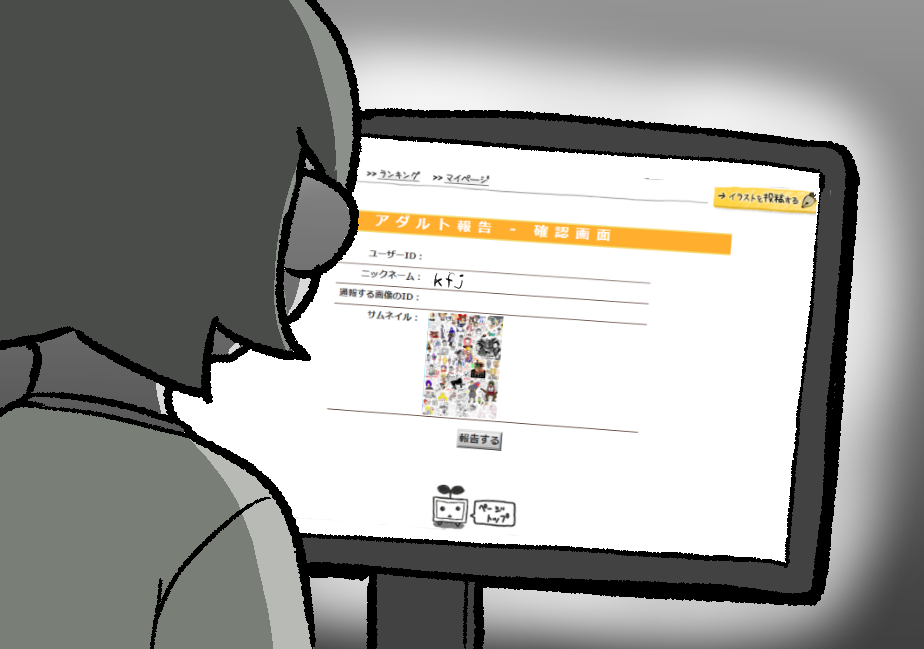 >> ランキング >> マイページ
→ イラストを投稿する
アダルト報告 - 確認画面
ユーザーID：
ニックネーム： kfj
通報する画像のID：
サムネイル：
報告する
ページ
トップ